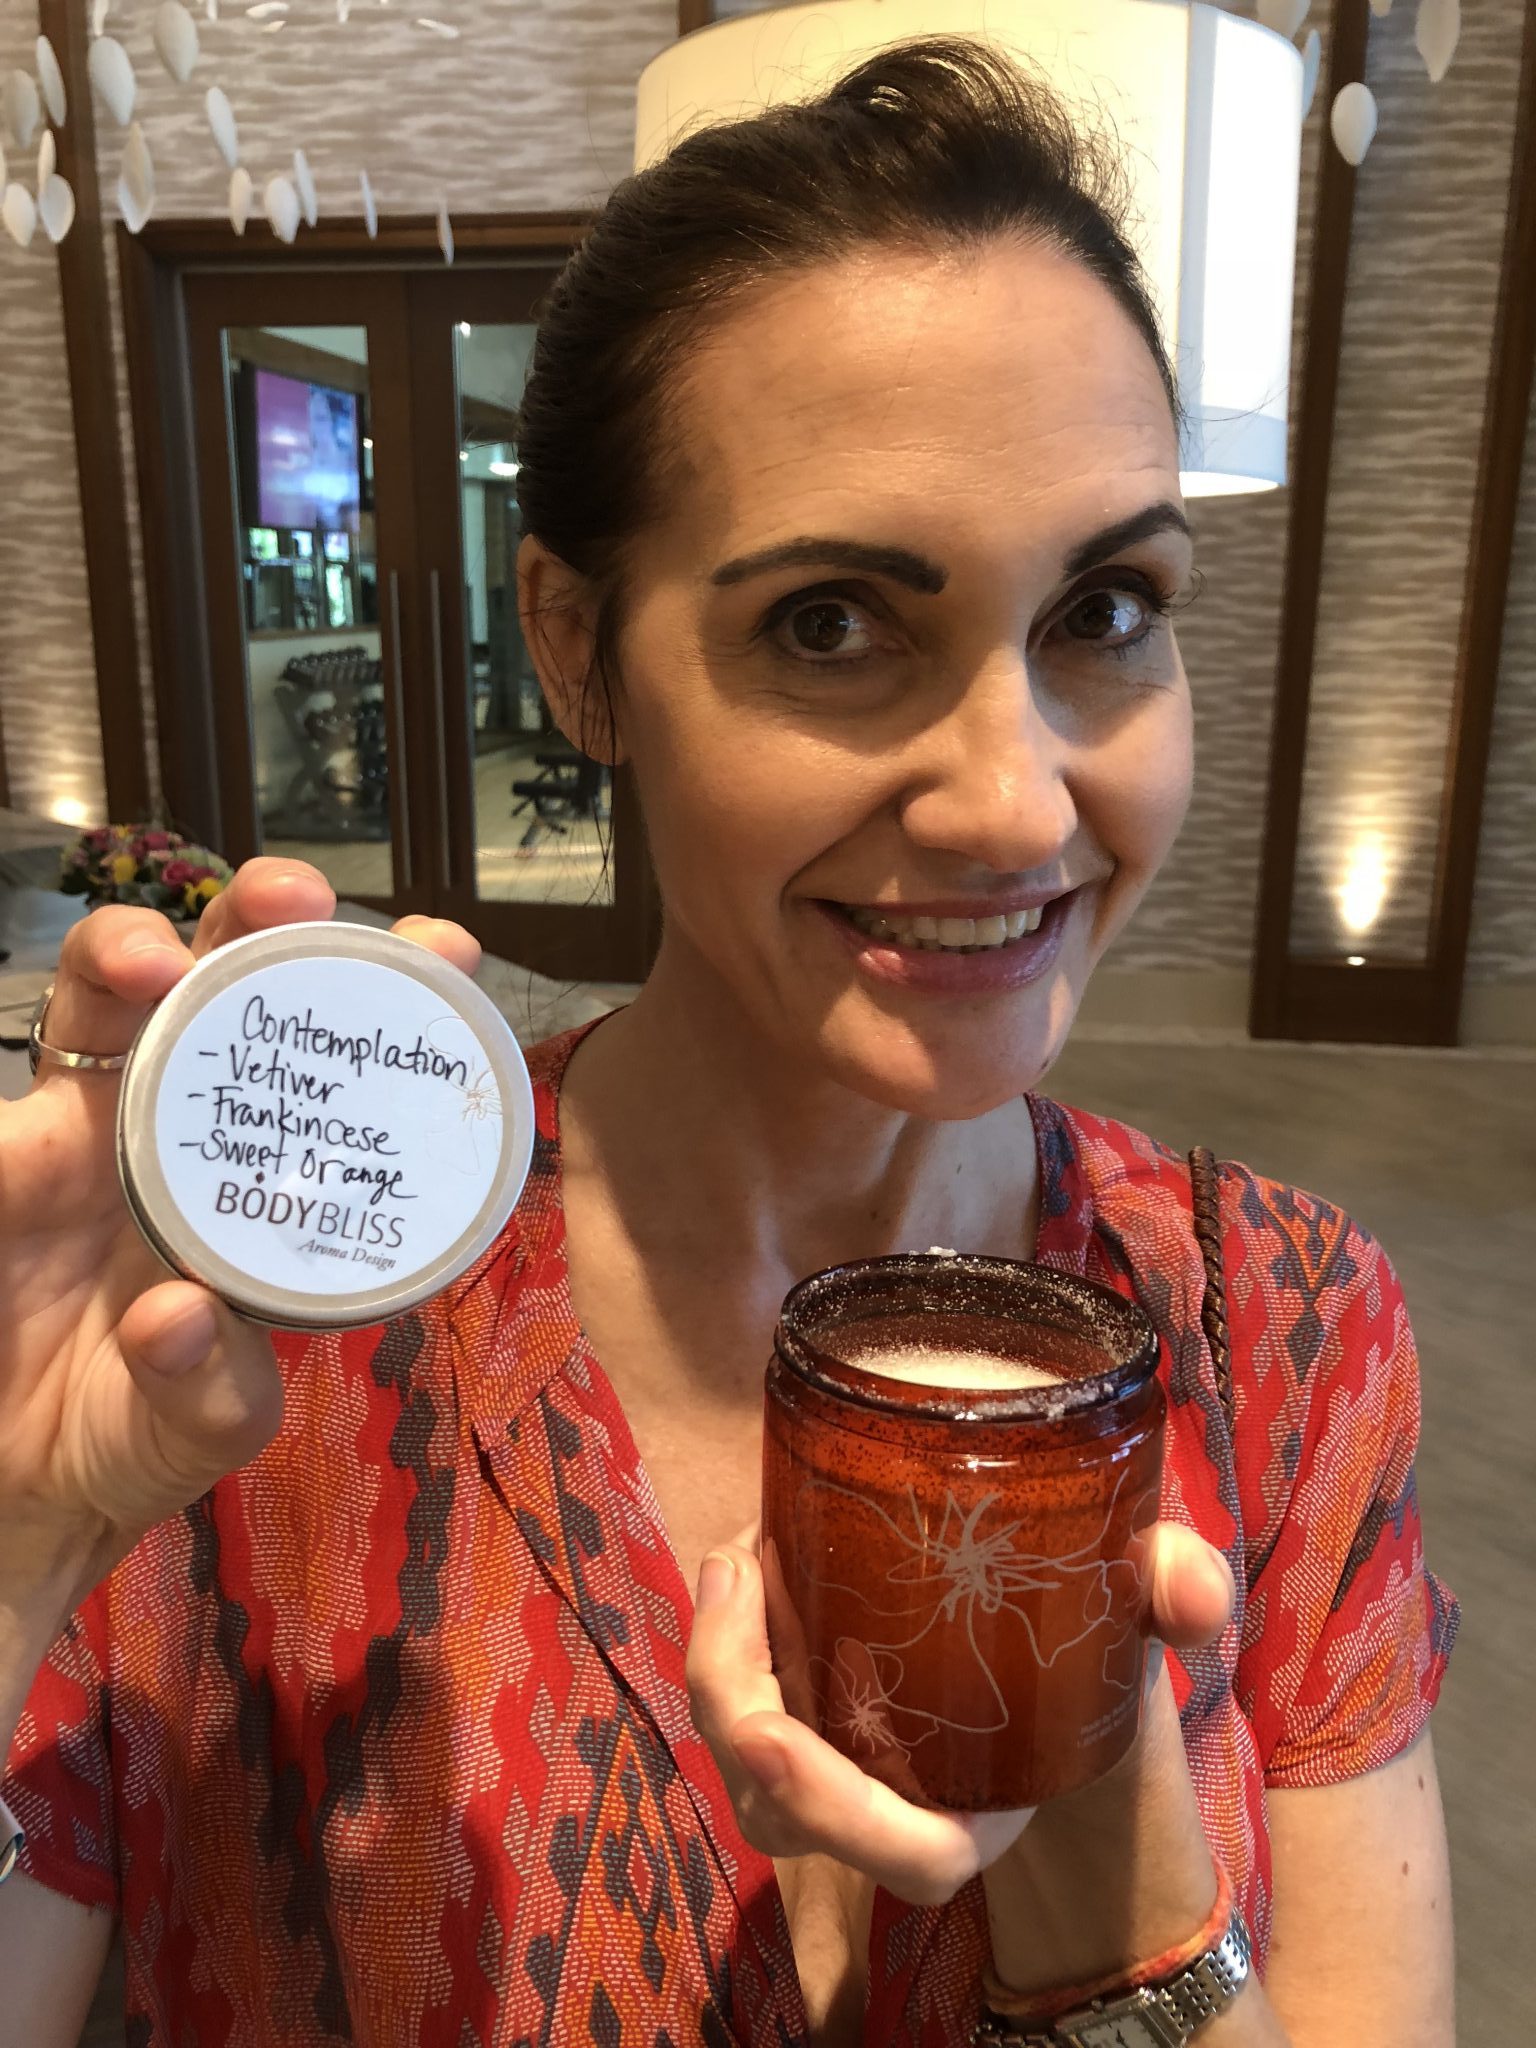 Contemplation
- Vetiver
- Frankincese
- Sweet Orange
BODYBLISS
Aroma Design